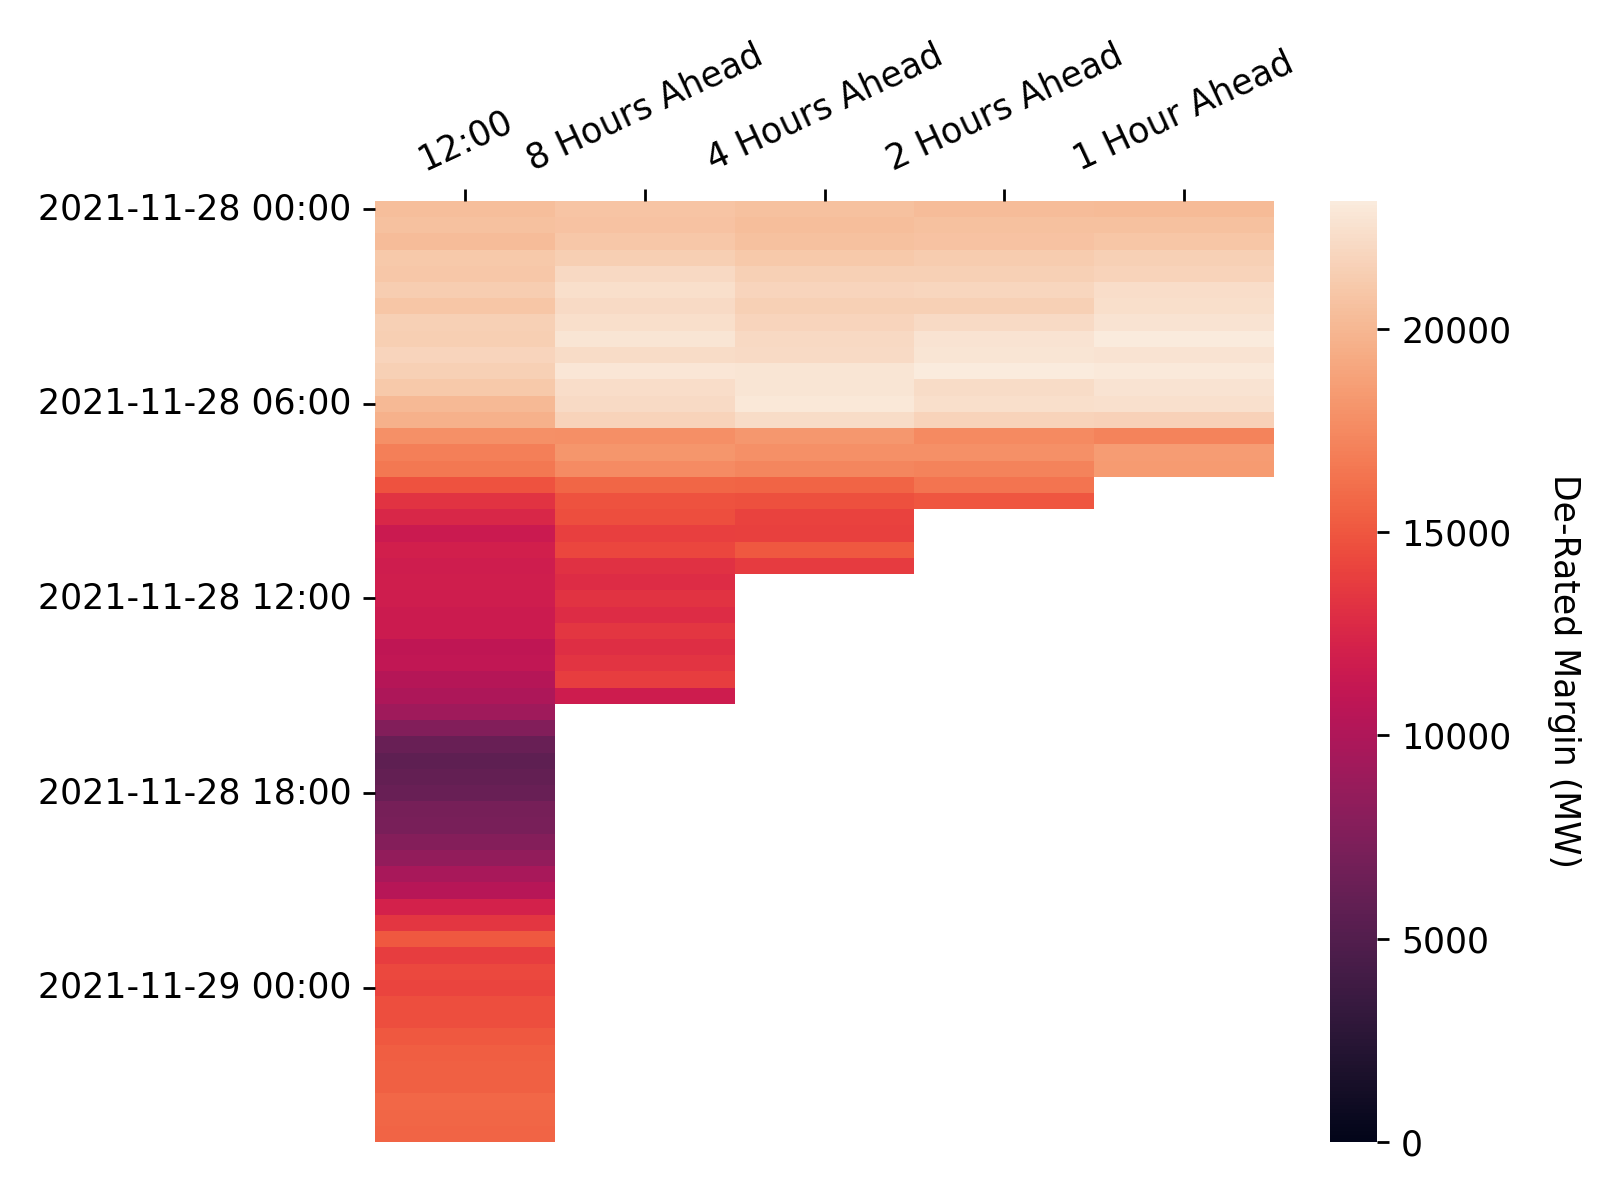 12:00
8 Hours Ahead
4 Hours Ahead
2 Hours Ahead
1 Hour Ahead
2021-11-28 00:00
2021-11-28 06:00
2021-11-28 12:00
2021-11-28 18:00
2021-11-29 00:00
20000
15000
10000
5000
0
De-Rated Margin (MW)